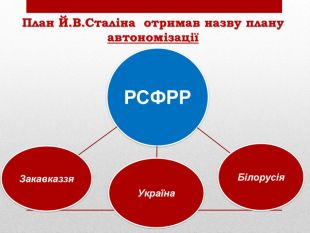 План Й.В.Сталіна отримав назву плану
автономізації
РСФРР
Закавказзя
Україна
Білорусія